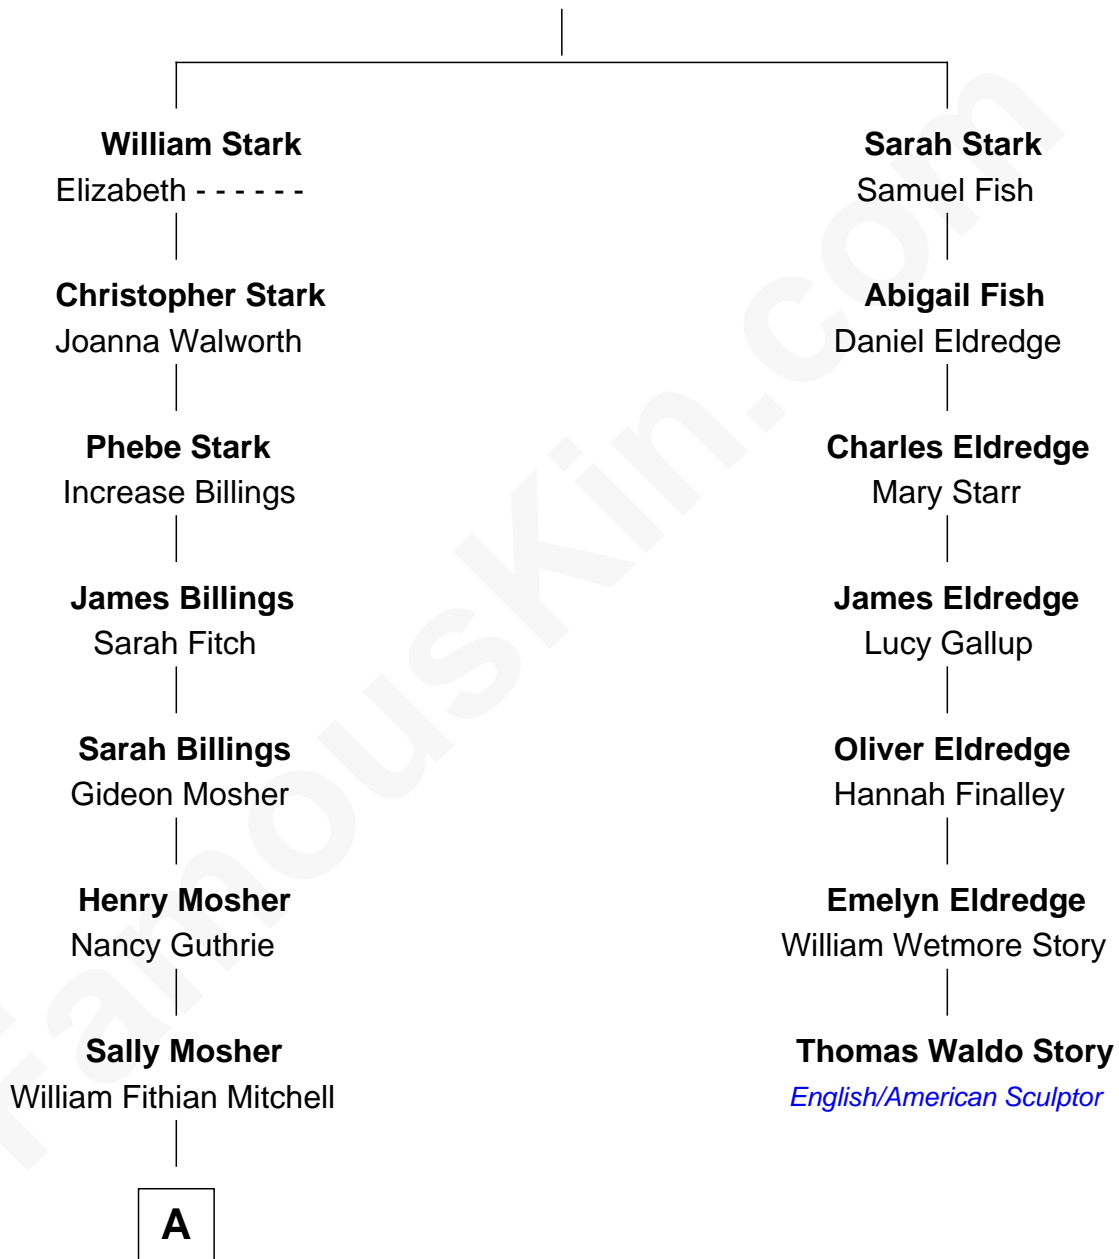 William Stark
Elizabeth - - - - - -
Sarah Stark
Samuel Fish
Christopher Stark
Joanna Walworth
Abigail Fish
Daniel Eldredge
Phebe Stark
Increase Billings
Charles Eldredge
Mary Starr
James Billings
Sarah Fitch
James Eldredge
Lucy Gallup
Sarah Billings
Gideon Mosher
Oliver Eldredge
Hannah Finalley
Henry Mosher
Nancy Guthrie
Emelyn Eldredge
William Wetmore Story
Sally Mosher
William Fithian Mitchell
Thomas Waldo Story
English/American Sculptor
A
FamousKin.com